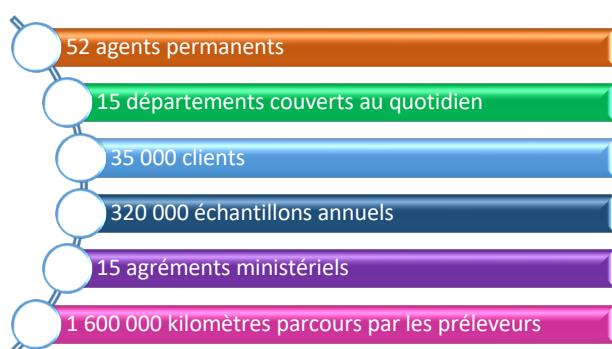 52 agents permanents
15 départements couverts au quotidien
35 000 clients
320 000 échantillons annuels
15 agréments ministériels
1 600 000 kilomètres parcours par les préleveurs